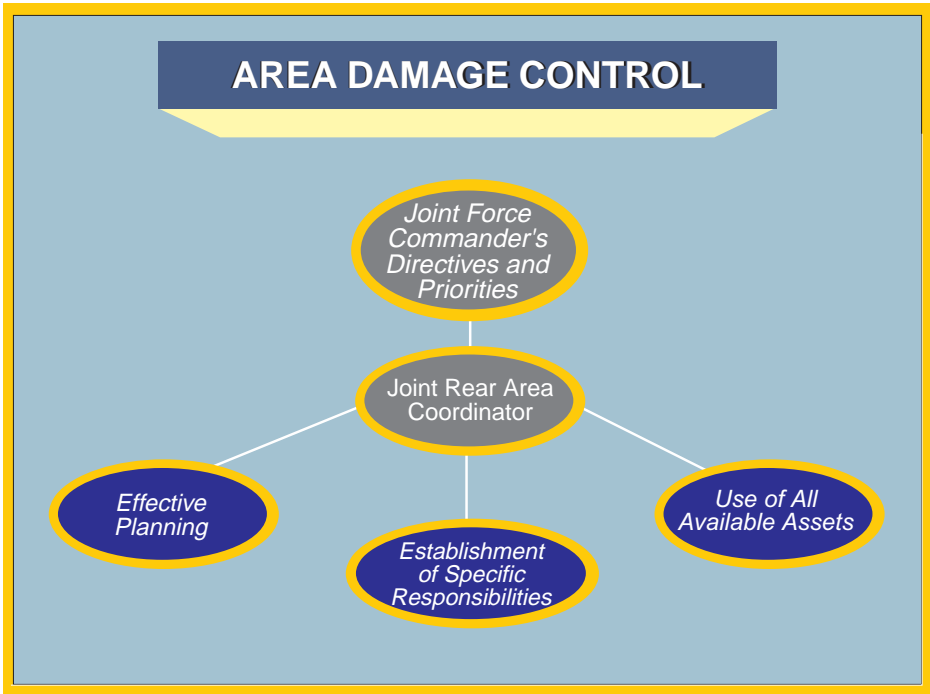 AREA DAMAGE CONTROL
Joint Force
Commander's
Directives and
Priorities
Joint Rear Area
Coordinator
Effective
Planning
Establishment
of Specific
Responsibilities
Use of All
Available Assets